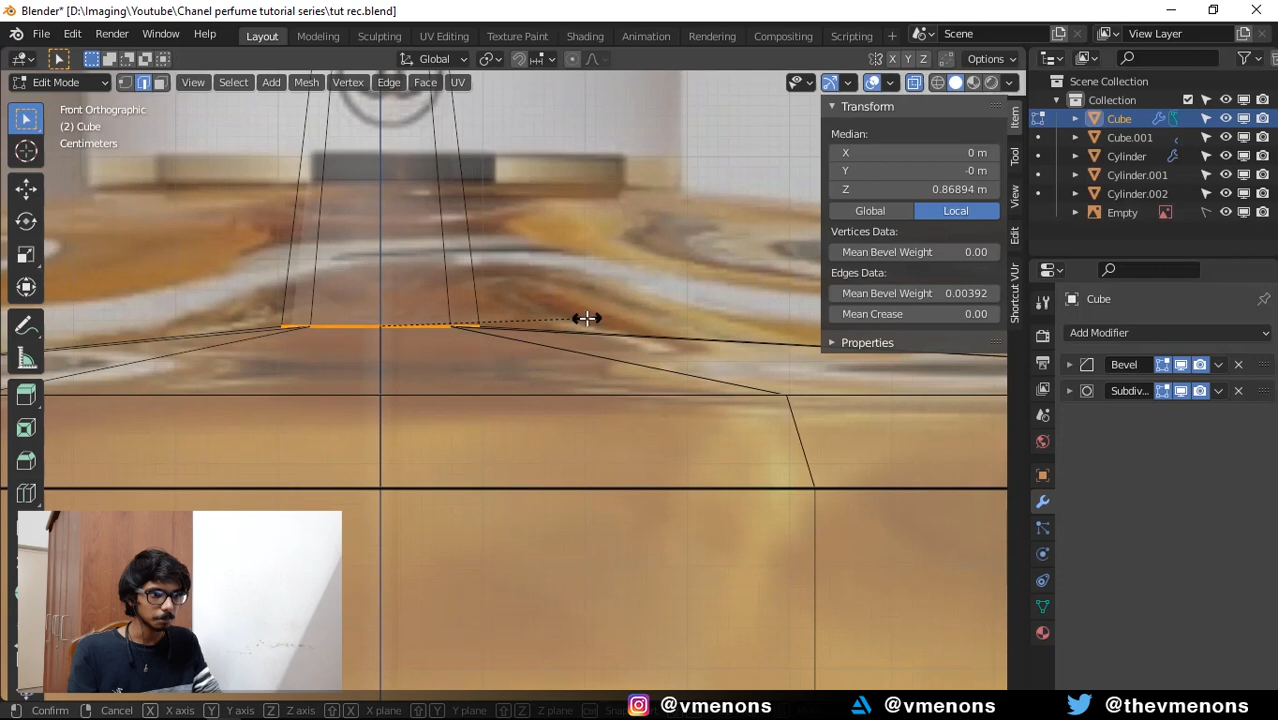 Blender* [D:\Imaging\Youtube\Chanel perfume tutorial series\tut rec.blend]
File Edit Render Window Help Layout Modeling Sculpting UV Editing Texture Paint Shading Animation Rendering Compositing Scripting Scene View Layer
Global X Y Z Options
Edit Mode View Select Add Mesh Vertex Edge Face UV
Scene Collection
Collection
Cube
Cube.001
Cylinder
Cylinder.001
Cylinder.002
Empty
Front Orthographic
(2) Cube
Centimeters
Transform
Median:
X 0 m
Y -0 m
Z 0.86894 m
Global Local
Vertices Data:
Mean Bevel Weight 0.00
Edges Data:
Mean Bevel Weight 0.00392
Mean Crease 0.00
Properties
Item
Tool
View
Edit
Shortcut VUr
Cube
Add Modifier
Bevel
Subdiv...
Confirm Cancel X X axis Y Y axis Z Z axis X X plane Y Y plane Z Z plane
@vmenons @vmenons @thevmenons